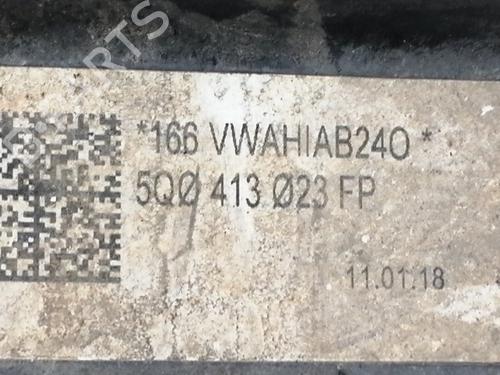 *166 VWAHIAB24O *
5QØ 413 Ø23 FP
11.01.18